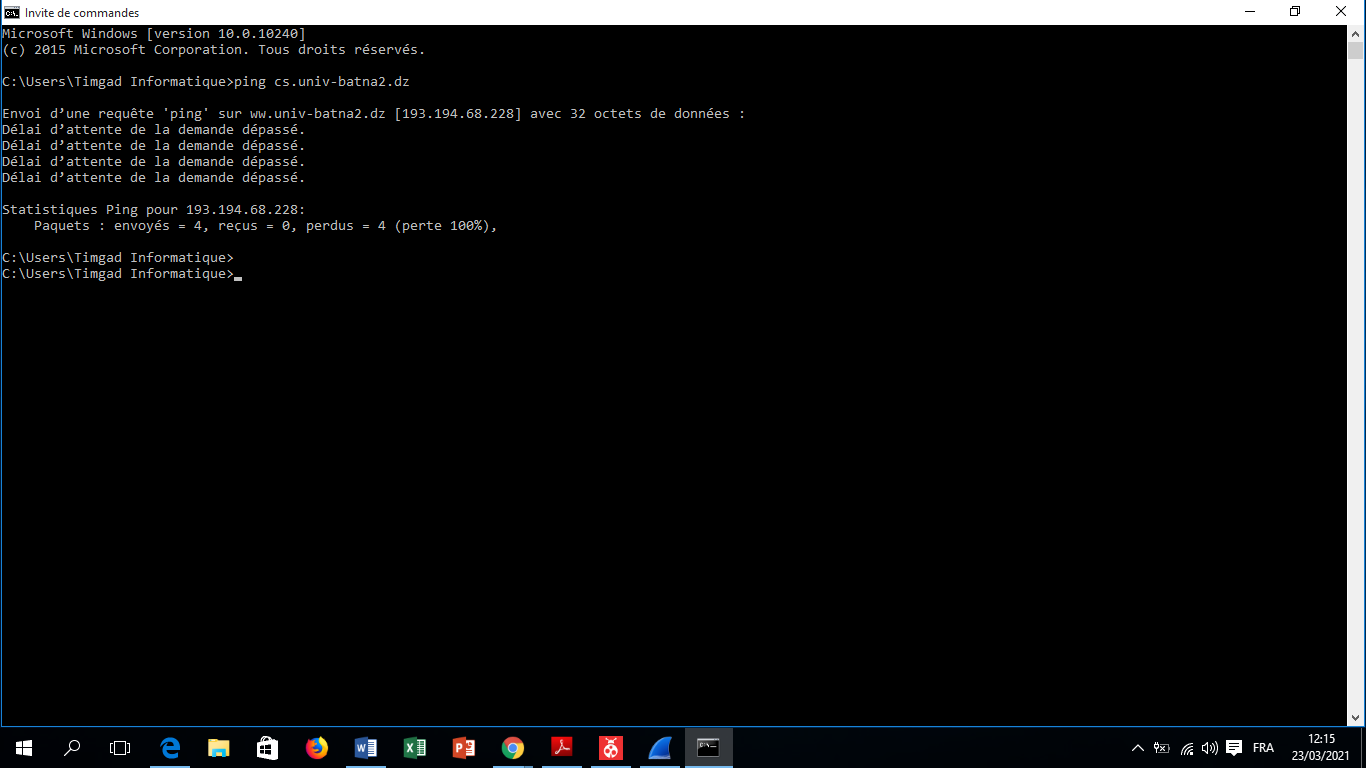 Invite de commandes
Microsoft Windows [version 10.0.10240]
(c) 2015 Microsoft Corporation. Tous droits réservés.
C:\Users\Timgad Informatique>ping cs.univ-batna2.dz
Envoi d’une requête 'ping' sur ww.univ-batna2.dz [193.194.68.228] avec 32 octets de données :
Délai d’attente de la demande dépassé.
Délai d’attente de la demande dépassé.
Délai d’attente de la demande dépassé.
Délai d’attente de la demande dépassé.
Statistiques Ping pour 193.194.68.228:
Paquets : envoyés = 4, reçus = 0, perdus = 4 (perte 100%),
C:\Users\Timgad Informatique>
C:\Users\Timgad Informatique>_
FRA
12:15
23/03/2021